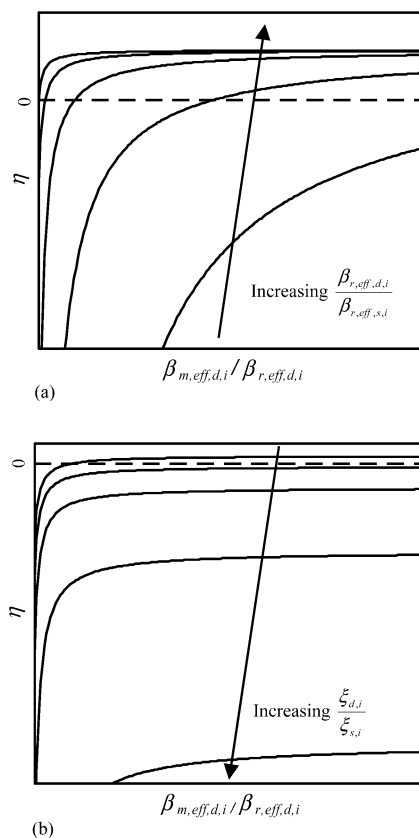 0
η
Increasing β_{r,eff,d,i} / β_{r,eff,s,i}
β_{m,eff,d,i} / β_{r,eff,d,i}
(a)
0
η
Increasing ξ_{d,i} / ξ_{s,i}
β_{m,eff,d,i} / β_{r,eff,d,i}
(b)